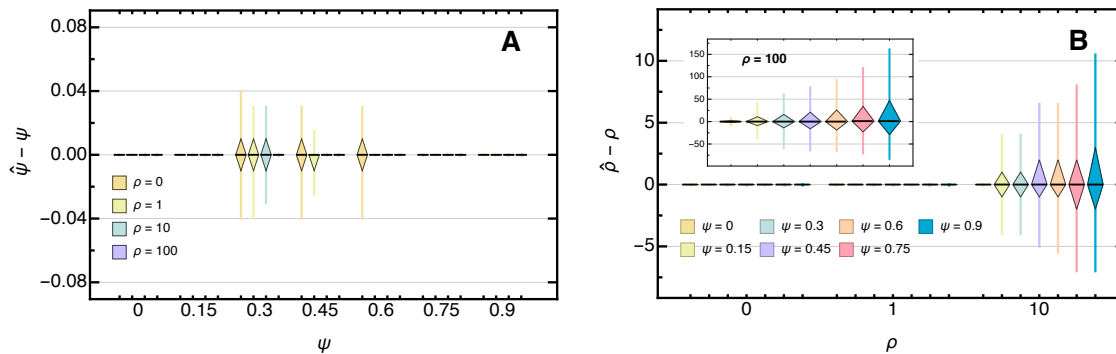 A
0.08
0.04
0.00
−0.04
−0.08
ψ̂ − ψ
ρ = 0
ρ = 1
ρ = 10
ρ = 100
0 0.15 0.3 0.45 0.6 0.75 0.9
ψ
B
10
5
0
−5
ρ̂ − ρ
ρ = 100
150
100
50
0
−50
ψ = 0 ψ = 0.3 ψ = 0.6 ψ = 0.9
ψ = 0.15 ψ = 0.45 ψ = 0.75
0 1 10
ρ